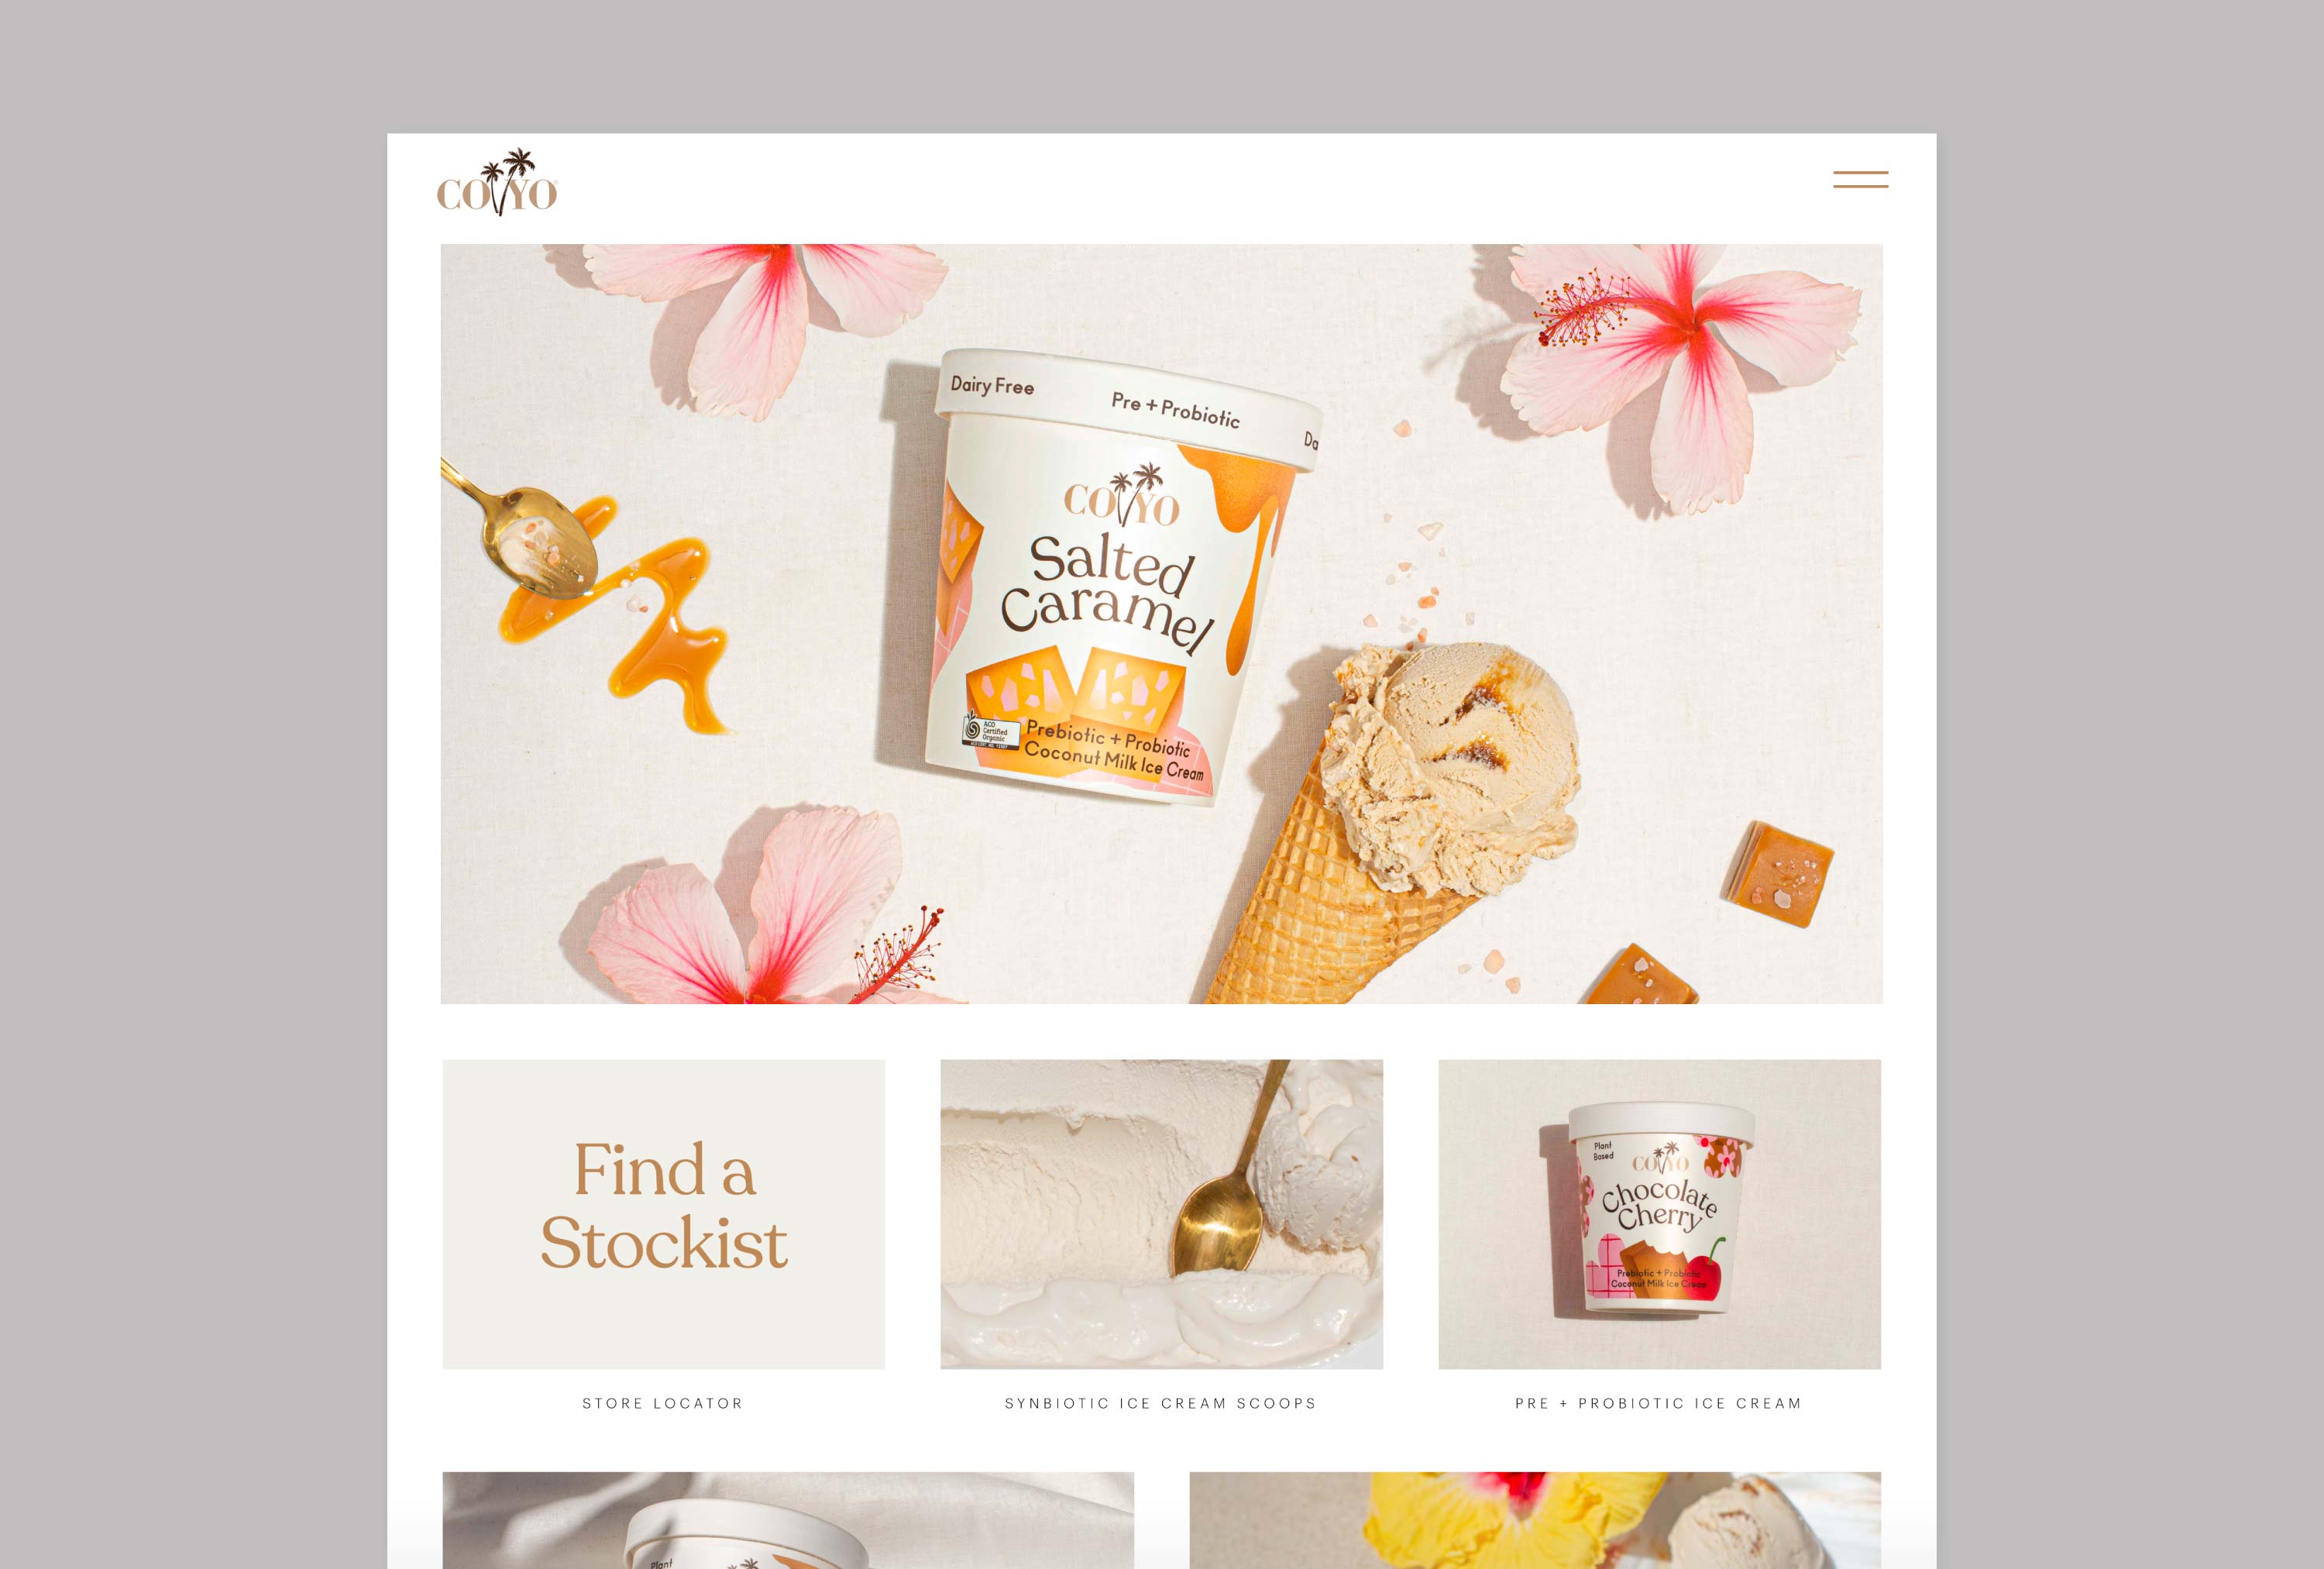 COYO
Dairy Free
Pre + Probiotic
Da
COYO
Salted
Caramel
ACO
Certified
Organic
Prebiotic + Probiotic
Coconut Milk Ice Cream
Find a
Stockist
Plant
Based
COYO
Chocolate
Cherry
Prebiotic + Probiotic
Coconut Milk Ice Cream
STORE LOCATOR
SYNBIOTIC ICE CREAM SCOOPS
PRE + PROBIOTIC ICE CREAM
Plant